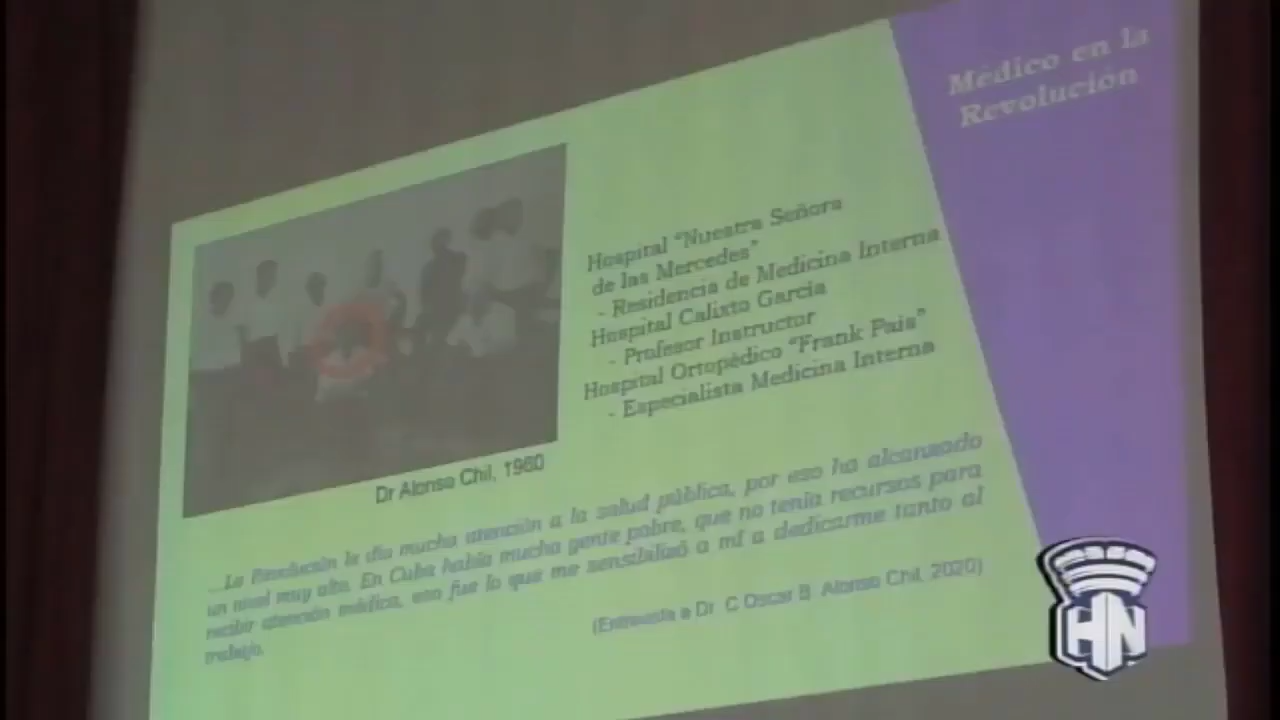 Médico en la
Revolución
Hospital "Nuestra Señora
de las Mercedes"
- Residencia de Medicina Interna
Hospital Calixto García
- Profesor Instructor
Hospital Ortopédico "Frank País"
- Especialista Medicina Interna
Dr Alonso Chil, 1960
...La Revolución le dio mucha atención a la salud pública, por eso ha alcanzado
un nivel muy alto. En Cuba había mucha gente pobre, que no tenía recursos para
recibir atención médica, eso fue lo que me sensibilizó a mí a dedicarme tanto al
trabajo.
(Entrevista a Dr. C Oscar B. Alonso Chil, 2020)
HN